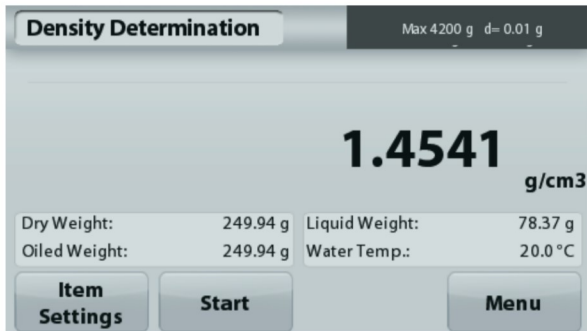 Density Determination
Max 4200 g d= 0.01 g
1.4541
g/cm3
Dry Weight: 249.94 g Liquid Weight: 78.37 g
Oiled Weight: 249.94 g Water Temp.: 20.0 °C
Item
Settings
Start
Menu